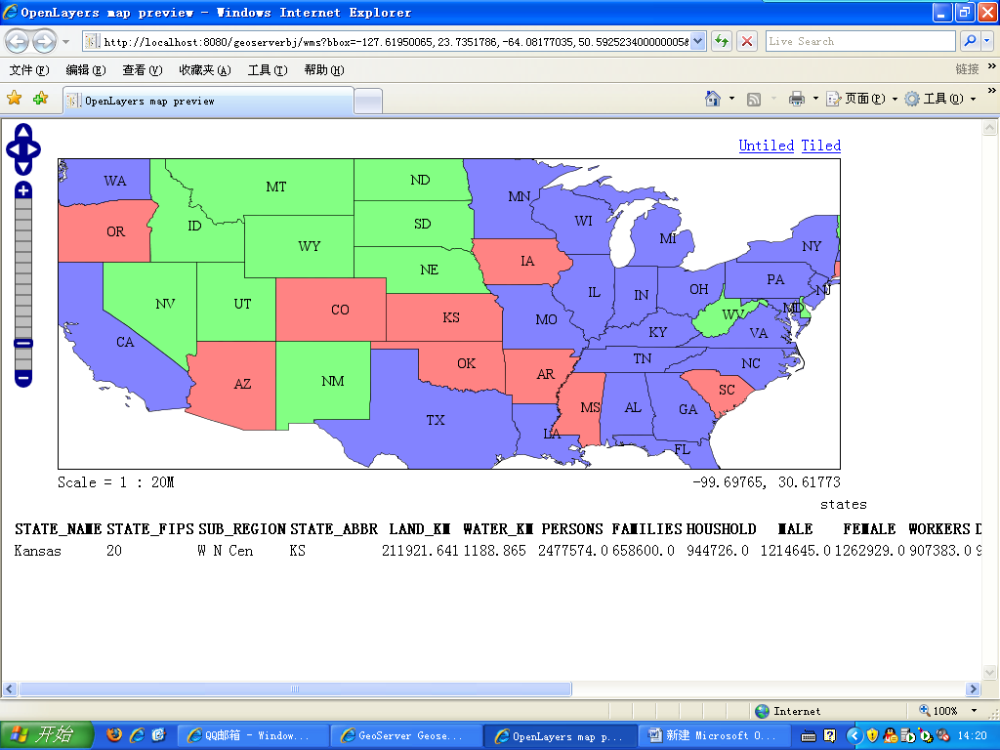 OpenLayers map preview - Windows Internet Explorer
http://localhost:8080/geoserverbj/wms?bbox=-127.61950065,23.7351786,-64.08177035,50.592523400000005&
Live Search
文件(F) 编辑(E) 查看(V) 收藏夹(A) 工具(T) 帮助(H) 链接 »
OpenLayers map preview 页面(P) 工具(O) »
Untiled Tiled
WA MT ND MN
OR ID SD WI MI NY
WY NE IA PA
NV UT CO KS IL IN OH NJ
CA MO KY WV MD VA
AZ NM OK AR TN NC
TX MS AL GA SC
LA FL
Scale = 1 : 20M -99.69765, 30.61773
states
STATE_NAME STATE_FIPS SUB_REGION STATE_ABBR LAND_KM WATER_KM PERSONS FAMILIES HOUSHOLD MALE FEMALE WORKERS D
Kansas 20 W N Cen KS 211921.641 1188.865 2477574.0 658600.0 944726.0 1214645.0 1262929.0 907383.0 9
Internet 100%
开始 QQ邮箱 - Window... GeoServer Geose... OpenLayers map p... 新建 Microsoft O... 14:20